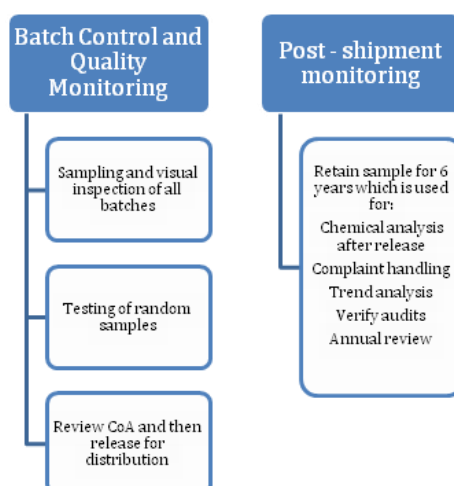 Batch Control and
Quality
Monitoring
Sampling and visual
inspection of all
batches
Testing of random
samples
Review CoA and then
release for
distribution
Post - shipment
monitoring
Retain sample for 6
years which is used
for:
Chemical analysis
after release
Complaint handling
Trend analysis
Verify audits
Annual review